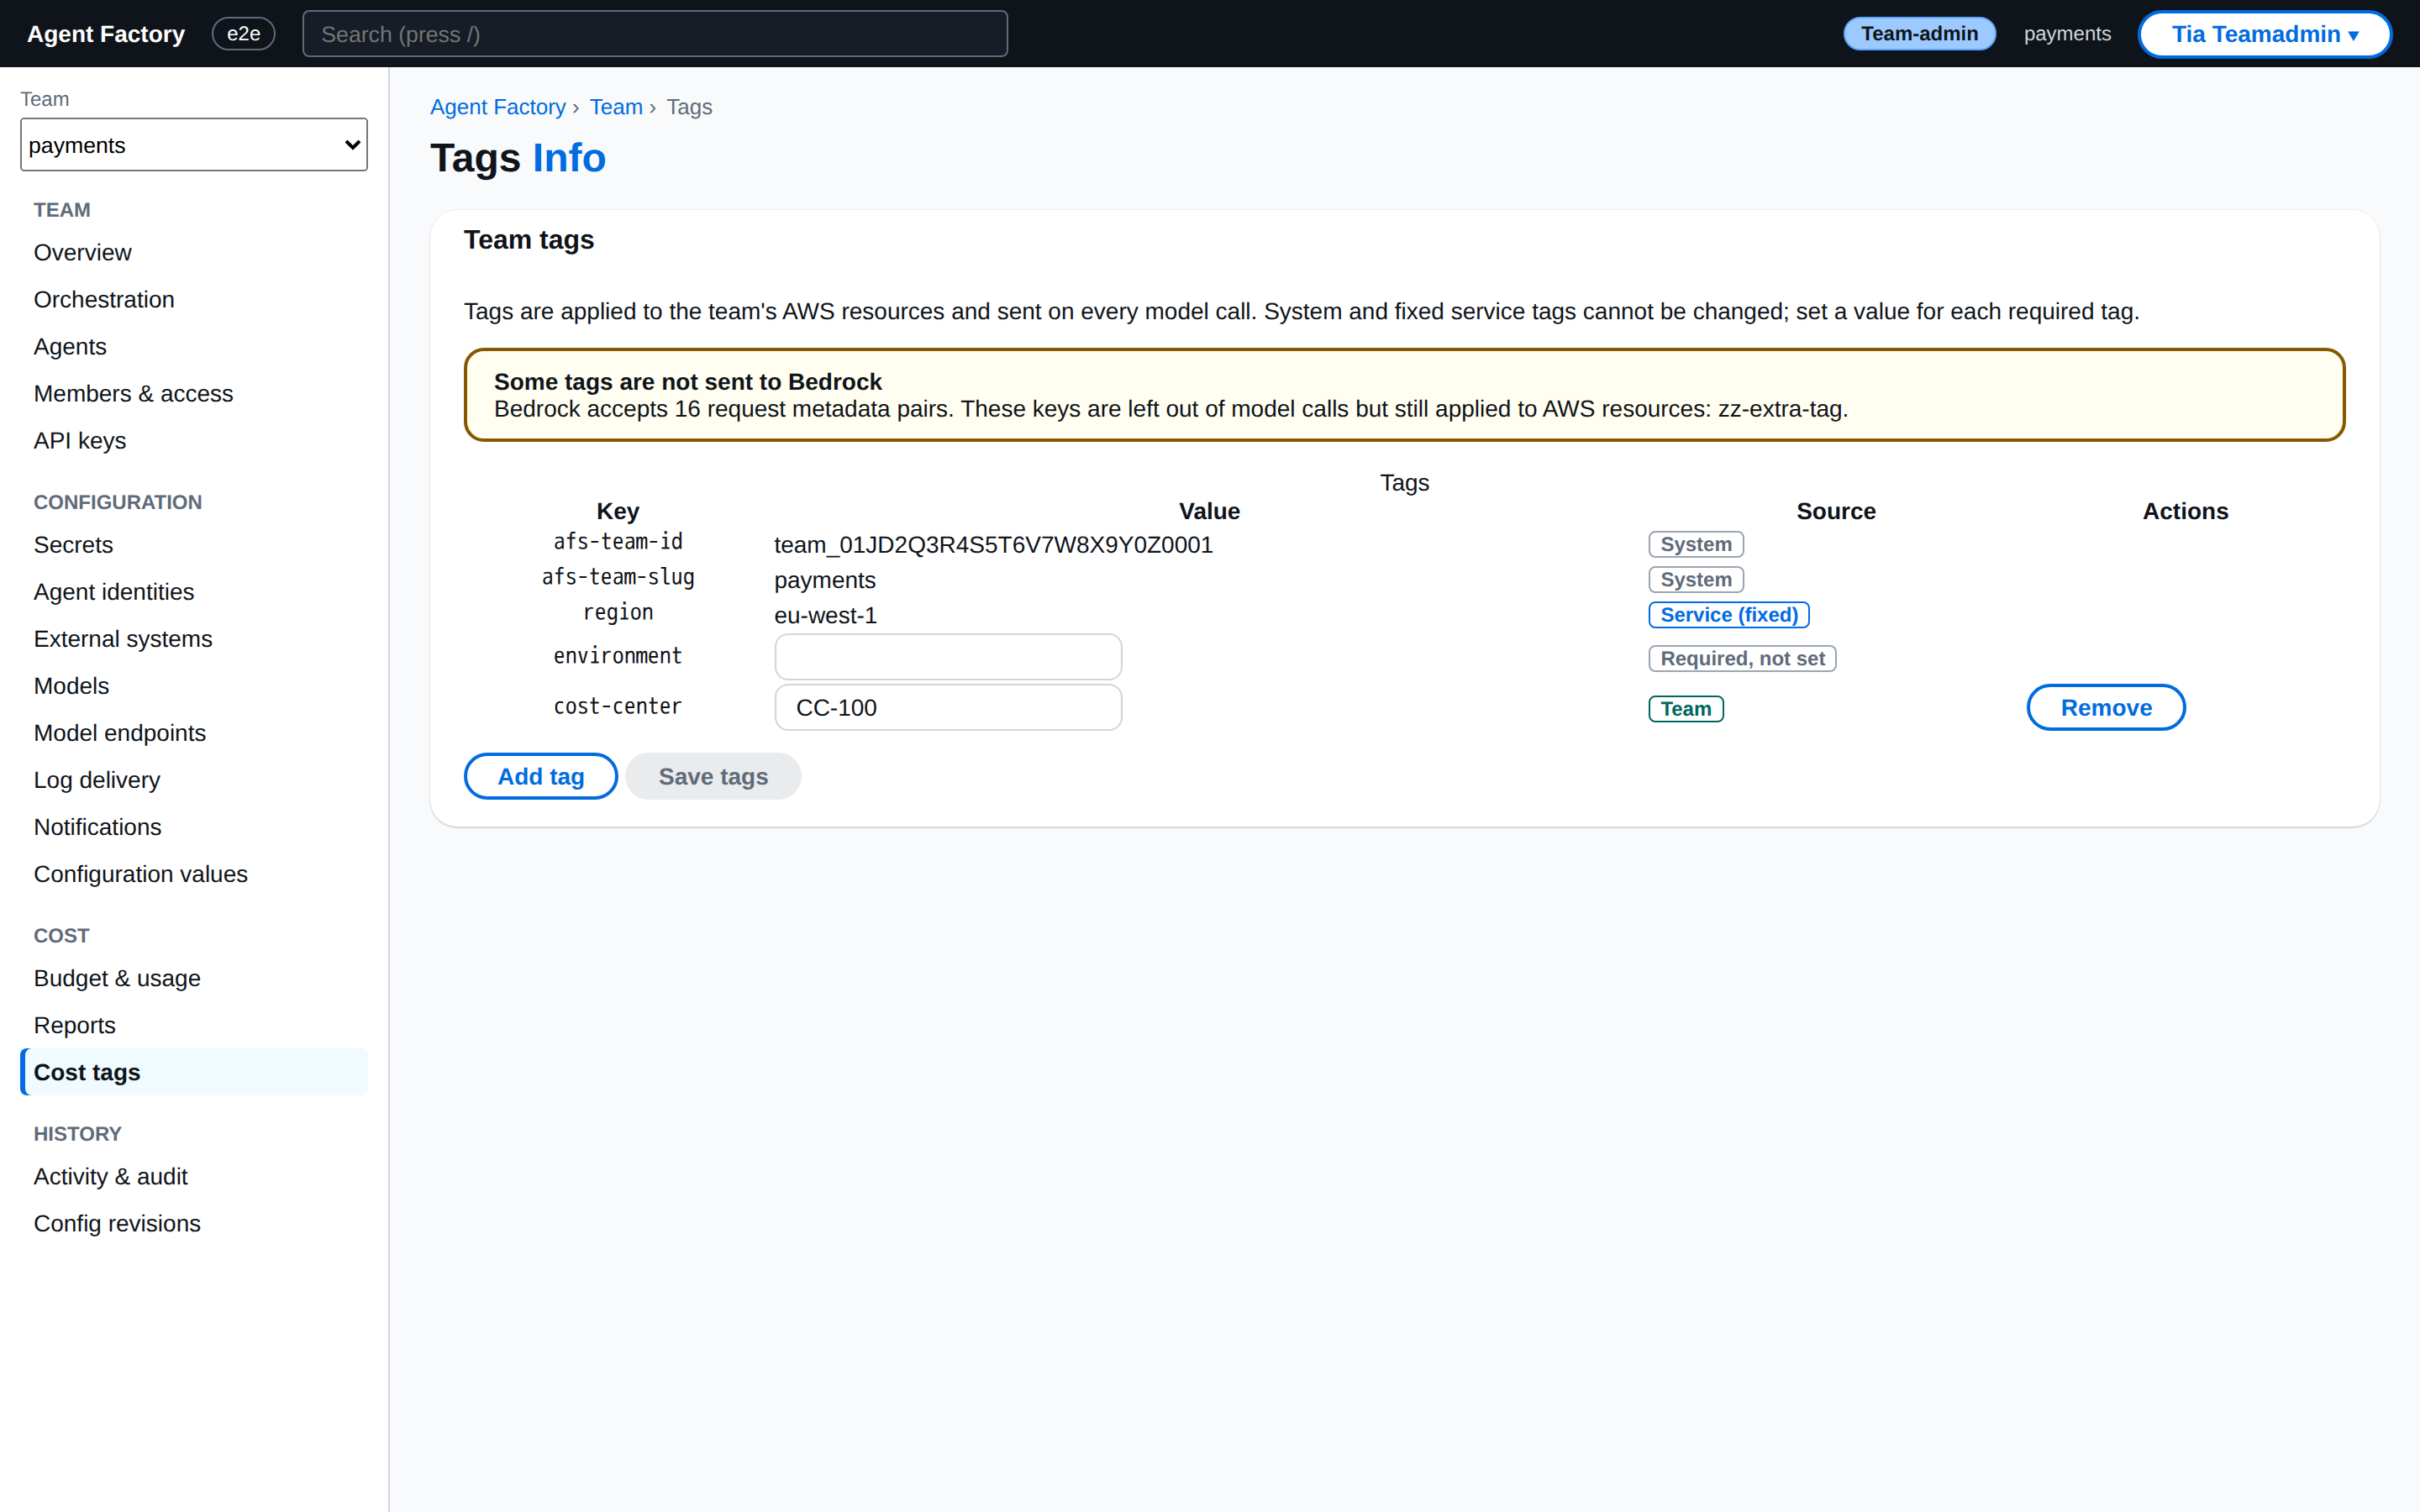 Agent Factory e2e Search (press /) Team-admin payments Tia Teamadmin ▾
Team
payments
TEAM
Overview
Orchestration
Agents
Members & access
API keys
CONFIGURATION
Secrets
Agent identities
External systems
Models
Model endpoints
Log delivery
Notifications
Configuration values
COST
Budget & usage
Reports
Cost tags
HISTORY
Activity & audit
Config revisions
Agent Factory › Team › Tags
Tags Info
Team tags
Tags are applied to the team's AWS resources and sent on every model call. System and fixed service tags cannot be changed; set a value for each required tag.
Some tags are not sent to Bedrock
Bedrock accepts 16 request metadata pairs. These keys are left out of model calls but still applied to AWS resources: zz-extra-tag.
Tags
Key Value Source Actions
afs-team-id team_01JD2Q3R4S5T6V7W8X9Y0Z0001 System
afs-team-slug payments System
region eu-west-1 Service (fixed)
environment Required, not set
cost-center CC-100 Team Remove
Add tag Save tags